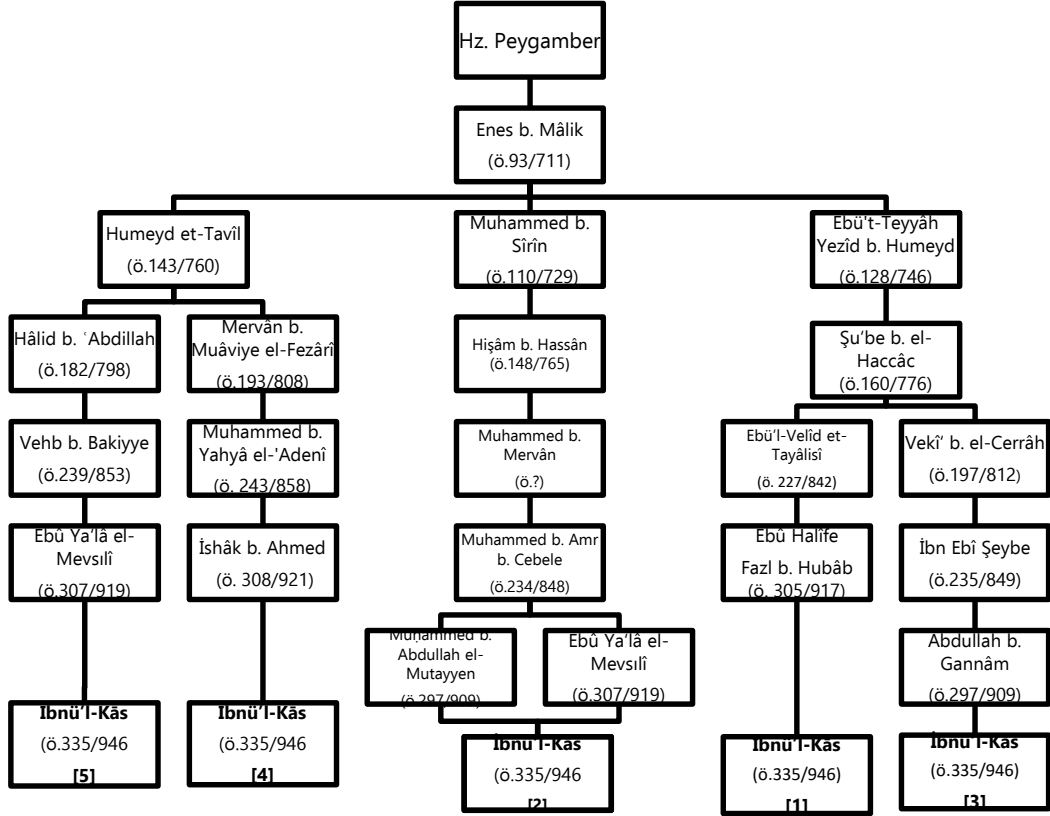 Hz. Peygamber
Enes b. Mâlik
(ö.93/711)
Humeyd et-Tavîl
(ö.143/760)
Muhammed b.
Sîrîn
(ö.110/729)
Ebü't-Teyyâh
Yezîd b. Humeyd
(ö.128/746)
Hâlid b. ʿAbdillah
(ö.182/798)
Mervân b.
Muâviye el-Fezârî
(ö.193/808)
Hişâm b. Hassân
(ö.148/765)
Şu‘be b. el-
Haccâc
(ö.160/776)
Vehb b. Bakiyye
(ö.239/853)
Muhammed b.
Yahyâ el-'Adenî
(ö. 243/858)
Muhammed b.
Mervân
(ö.?)
Ebü’l-Velîd et-
Tayâlisî
(ö. 227/842)
Vekî‘ b. el-Cerrâh
(ö.197/812)
Ebû Ya‘lâ el-
Mevsılî
(ö.307/919)
İshâk b. Ahmed
(ö. 308/921)
Muhammed b. Amr
b. Cebele
(ö.234/848)
Ebû Halîfe
Fazl b. Hubâb
(ö. 305/917)
İbn Ebî Şeybe
(ö.235/849)
Muḥammed b.
Abdullah el-
Mutayyen
(ö.297/909)
Ebû Ya‘lâ el-
Mevsılî
(ö.307/919)
Abdullah b.
Gannâm
(ö.297/909)
İbnü’l-Kās
(ö.335/946
[5]
İbnü’l-Kās
(ö.335/946
[4]
İbnü’l-Kās
(ö.335/946
[2]
İbnü’l-Kās
(ö.335/946)
[1]
İbnü’l-Kās
(ö.335/946)
[3]